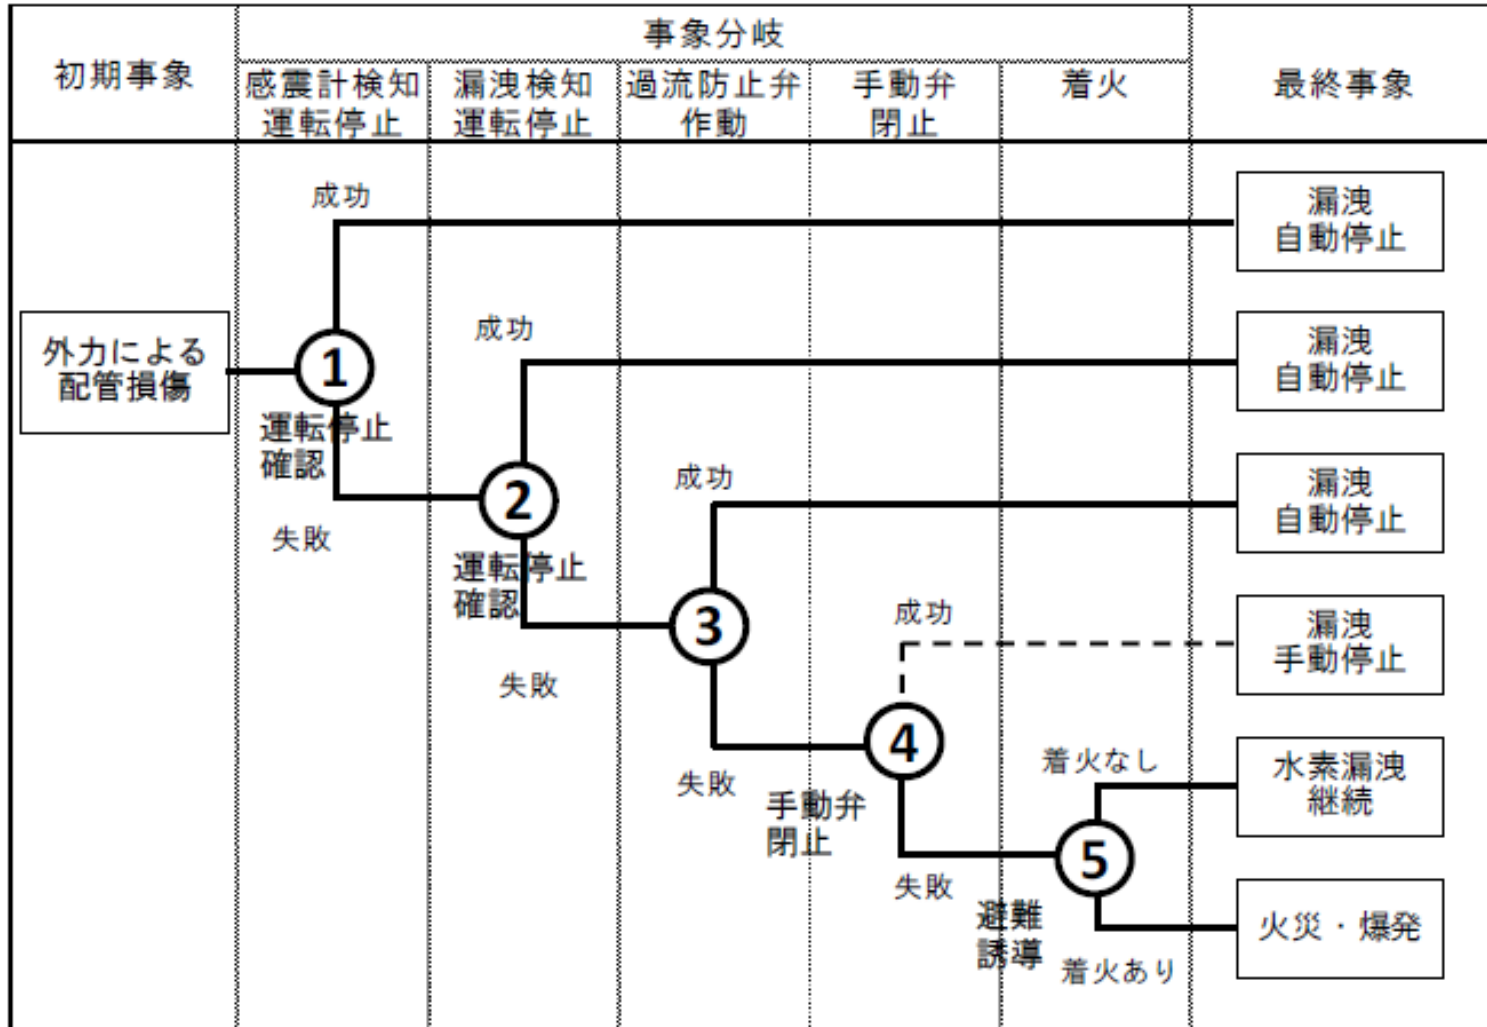 初期事象
事象分岐
最終事象
感震計検知
運転停止
漏洩検知
運転停止
過流防止弁
作動
手動弁
閉止
着火
成功
漏洩
自動停止
外力による
配管損傷
1
運転停止
確認
失敗
成功
漏洩
自動停止
2
運転停止
確認
失敗
成功
漏洩
自動停止
3
失敗
成功
漏洩
手動停止
4
手動弁
閉止
失敗
着火なし
水素漏洩
継続
5
避難
誘導
着火あり
火災・爆発